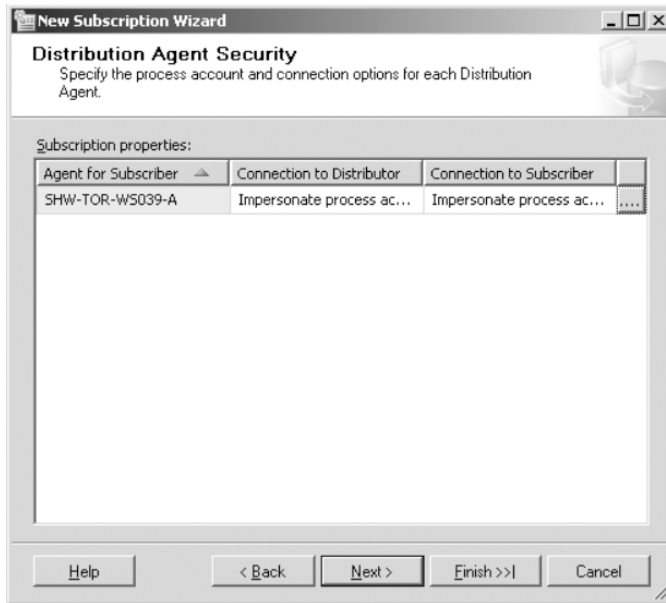 New Subscription Wizard
Distribution Agent Security
Specify the process account and connection options for each Distribution
Agent.
Subscription properties:
Agent for Subscriber Connection to Distributor Connection to Subscriber
SHW-TOR-WS039-A Impersonate process ac... Impersonate process ac... ....
Help < Back Next > Finish >>| Cancel